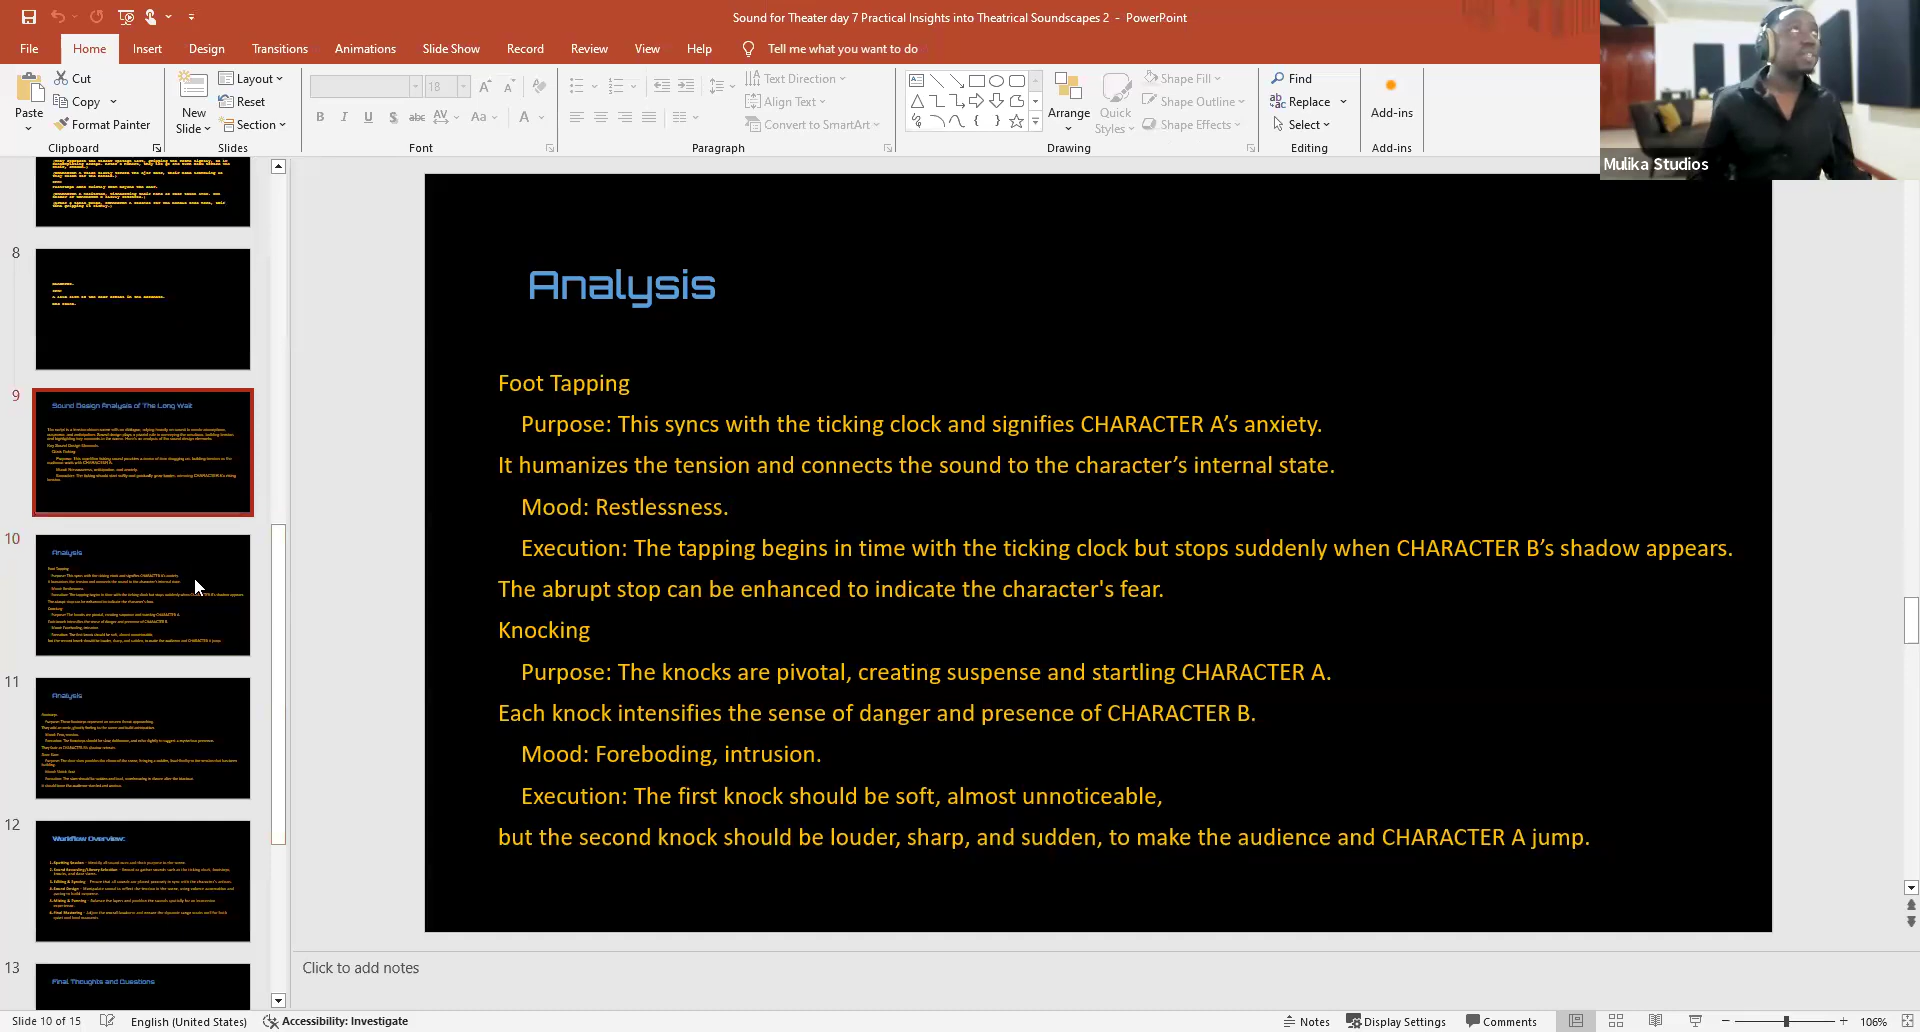 Sound for Theater day 7 Practical Insights into Theatrical Soundscapes 2 - PowerPoint
File Home Insert Design Transitions Animations Slide Show Record Review View Help Tell me what you want to do
Paste
Cut
Copy
Format Painter
Clipboard
New Slide
Layout
Reset
Section
Slides
18
B I U S abc AV Aa A
Font
Text Direction
Align Text
Convert to SmartArt
Paragraph
Arrange
Quick Styles
Shape Fill
Shape Outline
Shape Effects
Drawing
Find
Replace
Select
Editing
Add-ins
Add-ins
Mulika Studios
8
9
Sound Design Analysis of The Long Wait
10
Analysis
11
Analysis
12
Workflow Overview:
13
Final Thoughts and Questions
Analysis
Foot Tapping
Purpose: This syncs with the ticking clock and signifies CHARACTER A’s anxiety.
It humanizes the tension and connects the sound to the character’s internal state.
Mood: Restlessness.
Execution: The tapping begins in time with the ticking clock but stops suddenly when CHARACTER B’s shadow appears.
The abrupt stop can be enhanced to indicate the character's fear.
Knocking
Purpose: The knocks are pivotal, creating suspense and startling CHARACTER A.
Each knock intensifies the sense of danger and presence of CHARACTER B.
Mood: Foreboding, intrusion.
Execution: The first knock should be soft, almost unnoticeable,
but the second knock should be louder, sharp, and sudden, to make the audience and CHARACTER A jump.
Click to add notes
Slide 10 of 15 English (United States) Accessibility: Investigate Notes Display Settings Comments 106%